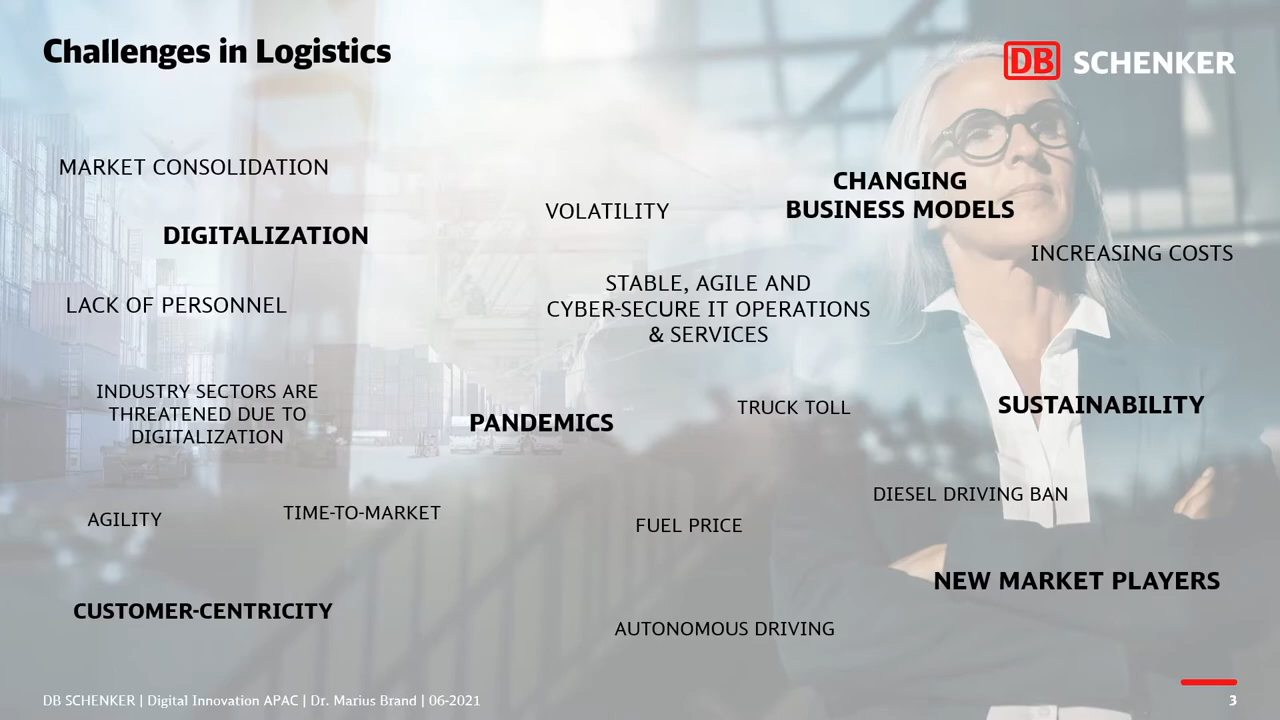 Challenges in Logistics
DB SCHENKER
MARKET CONSOLIDATION
DIGITALIZATION
LACK OF PERSONNEL
INDUSTRY SECTORS ARE
THREATENED DUE TO
DIGITALIZATION
AGILITY
TIME-TO-MARKET
CUSTOMER-CENTRICITY
VOLATILITY
STABLE, AGILE AND
CYBER-SECURE IT OPERATIONS
& SERVICES
PANDEMICS
TRUCK TOLL
FUEL PRICE
AUTONOMOUS DRIVING
CHANGING
BUSINESS MODELS
INCREASING COSTS
SUSTAINABILITY
DIESEL DRIVING BAN
NEW MARKET PLAYERS
DB SCHENKER | Digital Innovation APAC | Dr. Marius Brand | 06-2021
3